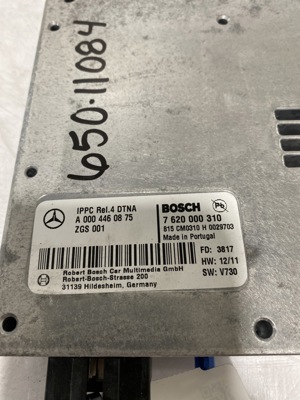 650-11084
IPPC Rel.4 DTNA
A 000 446 08 75
ZGS 001
BOSCH
Pb
7 620 000 310
815 CM0310 H 0029703
Made in Portugal
FD: 3817
HW: 12/11
SW: V730
Robert Bosch Car Multimedia GmbH
Robert-Bosch-Strasse 200
31139 Hildesheim, Germany